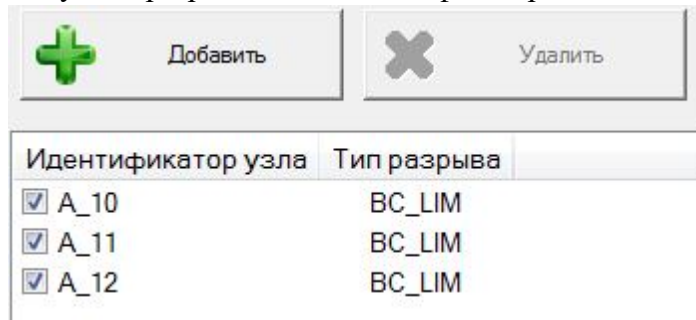 Добавить Удалить
Идентификатор узла Тип разрыва
A_10 BC_LIM
A_11 BC_LIM
A_12 BC_LIM